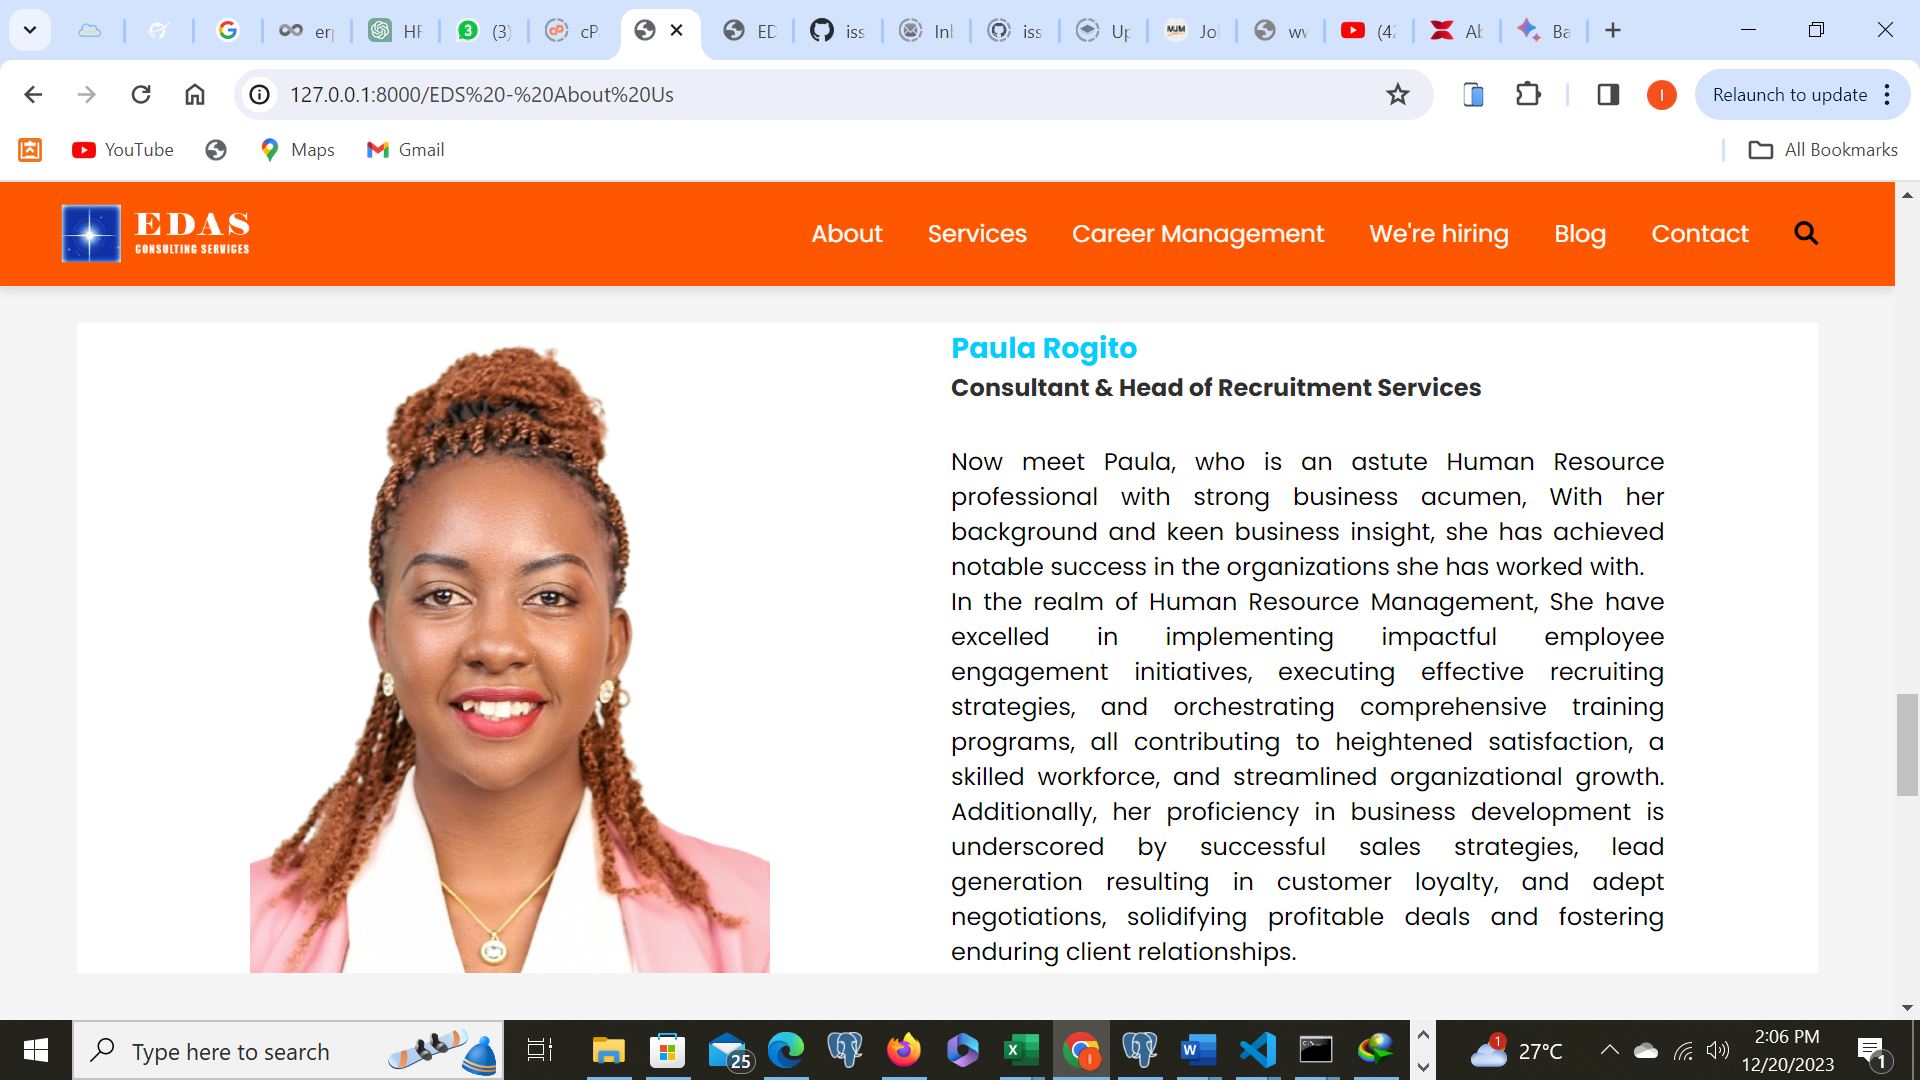 er
HF
3
(3)
cP
ED
iss
Inl
iss
Up
MJM
Jo
wv
(42
Al
Ba
127.0.0.1:8000/EDS%20-%20About%20Us
I
Relaunch to update
YouTube
Maps
Gmail
All Bookmarks
EDAS
CONSULTING SERVICES
About
Services
Career Management
We're hiring
Blog
Contact
Paula Rogito
Consultant & Head of Recruitment Services
Now meet Paula, who is an astute Human Resource
professional with strong business acumen, With her
background and keen business insight, she has achieved
notable success in the organizations she has worked with.
In the realm of Human Resource Management, She have
excelled in implementing impactful employee
engagement initiatives, executing effective recruiting
strategies, and orchestrating comprehensive training
programs, all contributing to heightened satisfaction, a
skilled workforce, and streamlined organizational growth.
Additionally, her proficiency in business development is
underscored by successful sales strategies, lead
generation resulting in customer loyalty, and adept
negotiations, solidifying profitable deals and fostering
enduring client relationships.
Type here to search
25
1
27°C
2:06 PM
12/20/2023
1